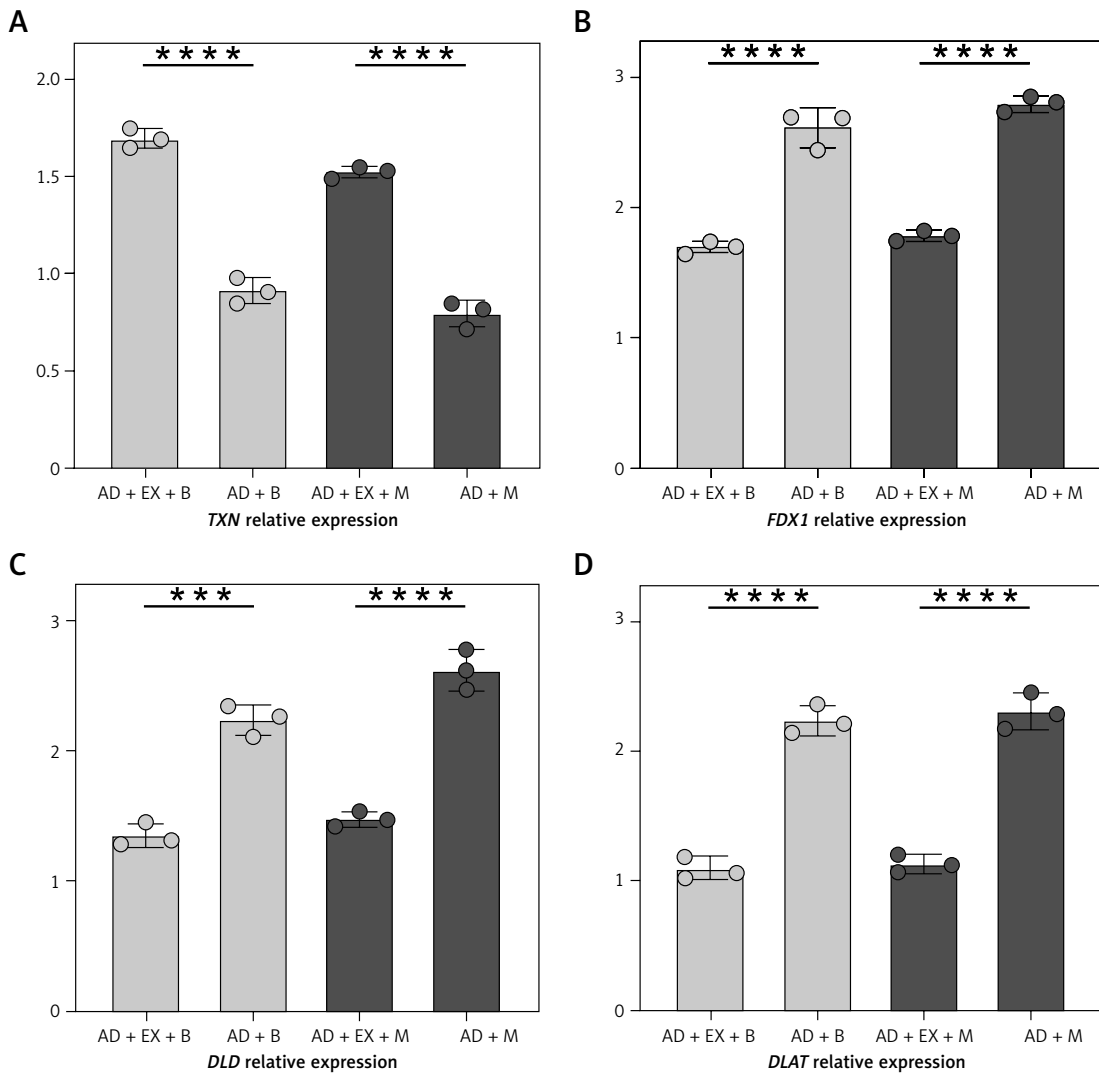 A
* * * * * * * *
2.0
1.5
1.0
0.5
0
AD + EX + B AD + B AD + EX + M AD + M
TXN relative expression
B
* * * * * * * *
3
2
1
0
AD + EX + B AD + B AD + EX + M AD + M
FDX1 relative expression
C
* * * * * * *
3
2
1
0
AD + EX + B AD + B AD + EX + M AD + M
DLD relative expression
D
* * * * * * * *
3
2
1
0
AD + EX + B AD + B AD + EX + M AD + M
DLAT relative expression